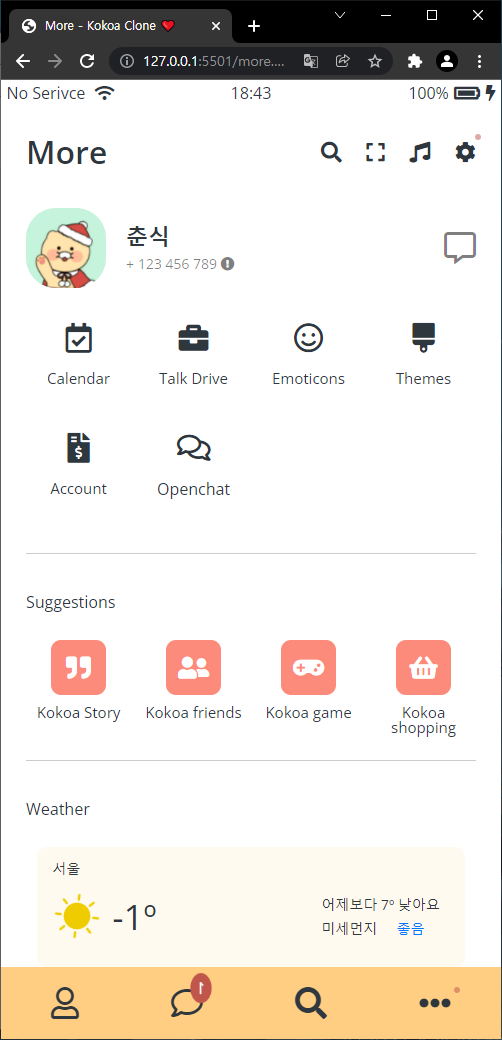 More - Kokoa Clone ❤️
127.0.0.1:5501/more....
No Serivce 18:43 100%
More
춘식
+ 123 456 789
Calendar Talk Drive Emoticons Themes
Account Openchat
Suggestions
Kokoa Story Kokoa friends Kokoa game Kokoa
shopping
Weather
서울
-1º 어제보다 7º 낮아요
미세먼지 좋음
1